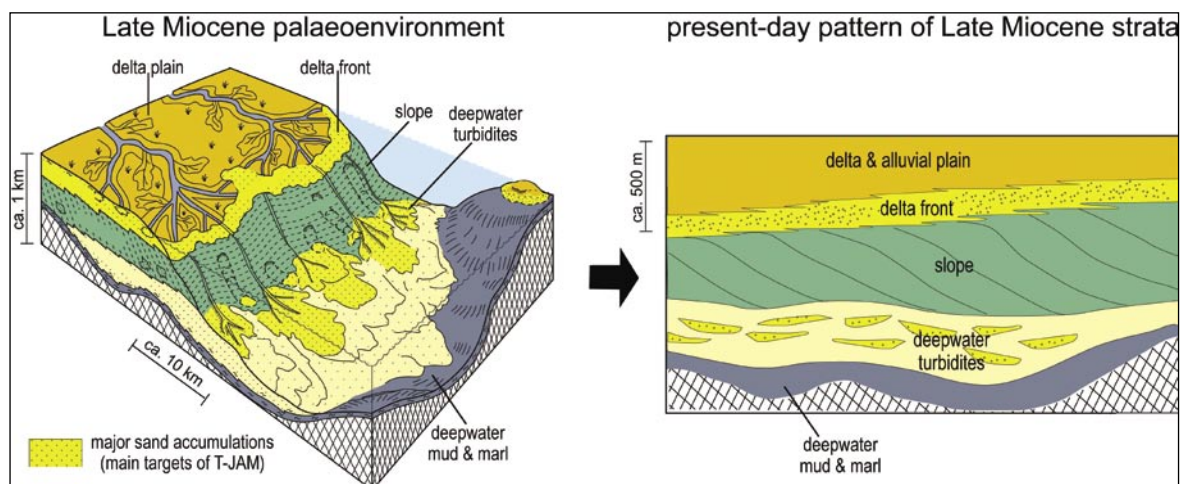 Late Miocene palaeoenvironment
delta plain
delta front
slope
deepwater
turbidites
ca. 1 km
ca. 10 km
deepwater
mud & marl
major sand accumulations
(main targets of T-JAM)
present-day pattern of Late Miocene strata
ca. 500 m
delta & alluvial plain
delta front
slope
deepwater
turbidites
deepwater
mud & marl